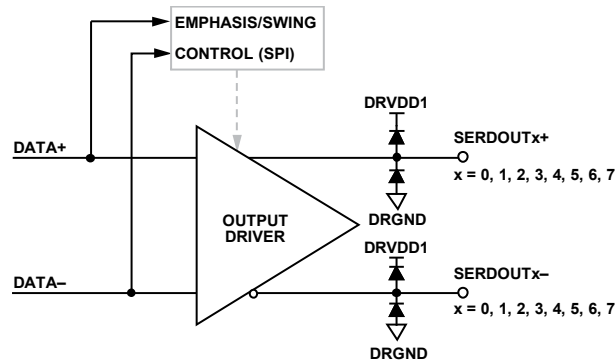 EMPHASIS/SWING
CONTROL (SPI)
DRVDD1
DATA+
SERDOUTx+
x = 0, 1, 2, 3, 4, 5, 6, 7
OUTPUT
DRIVER
DRGND
DRVDD1
DATA–
SERDOUTx–
x = 0, 1, 2, 3, 4, 5, 6, 7
DRGND